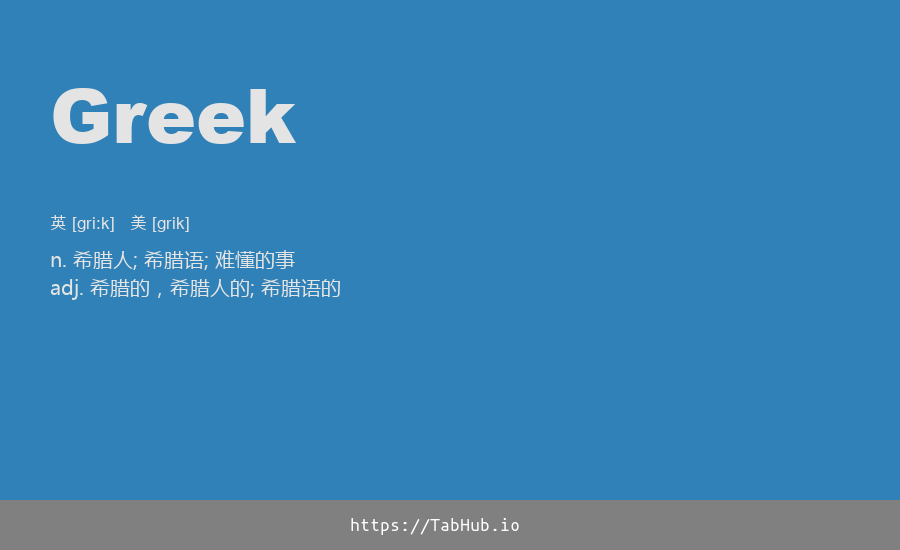 Greek
英 [gri:k] 美 [grik]
n. 希腊人; 希腊语; 难懂的事
adj. 希腊的，希腊人的; 希腊语的
https://TabHub.io